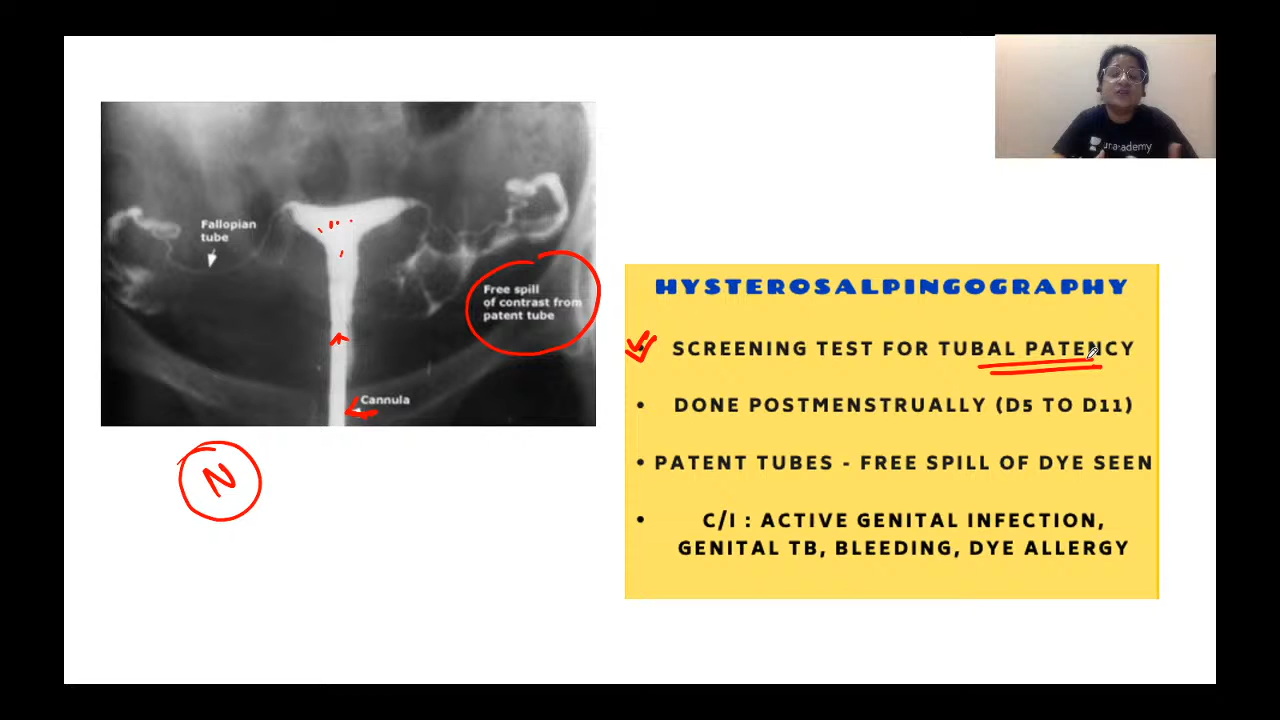 Fallopian
tube
Free spill
of contrast from
patent tube
Cannula
N
HYSTEROSALPINGOGRAPHY
SCREENING TEST FOR TUBAL PATENCY
• DONE POSTMENSTRUALLY (D5 TO D11)
• PATENT TUBES - FREE SPILL OF DYE SEEN
• C/I : ACTIVE GENITAL INFECTION,
GENITAL TB, BLEEDING, DYE ALLERGY